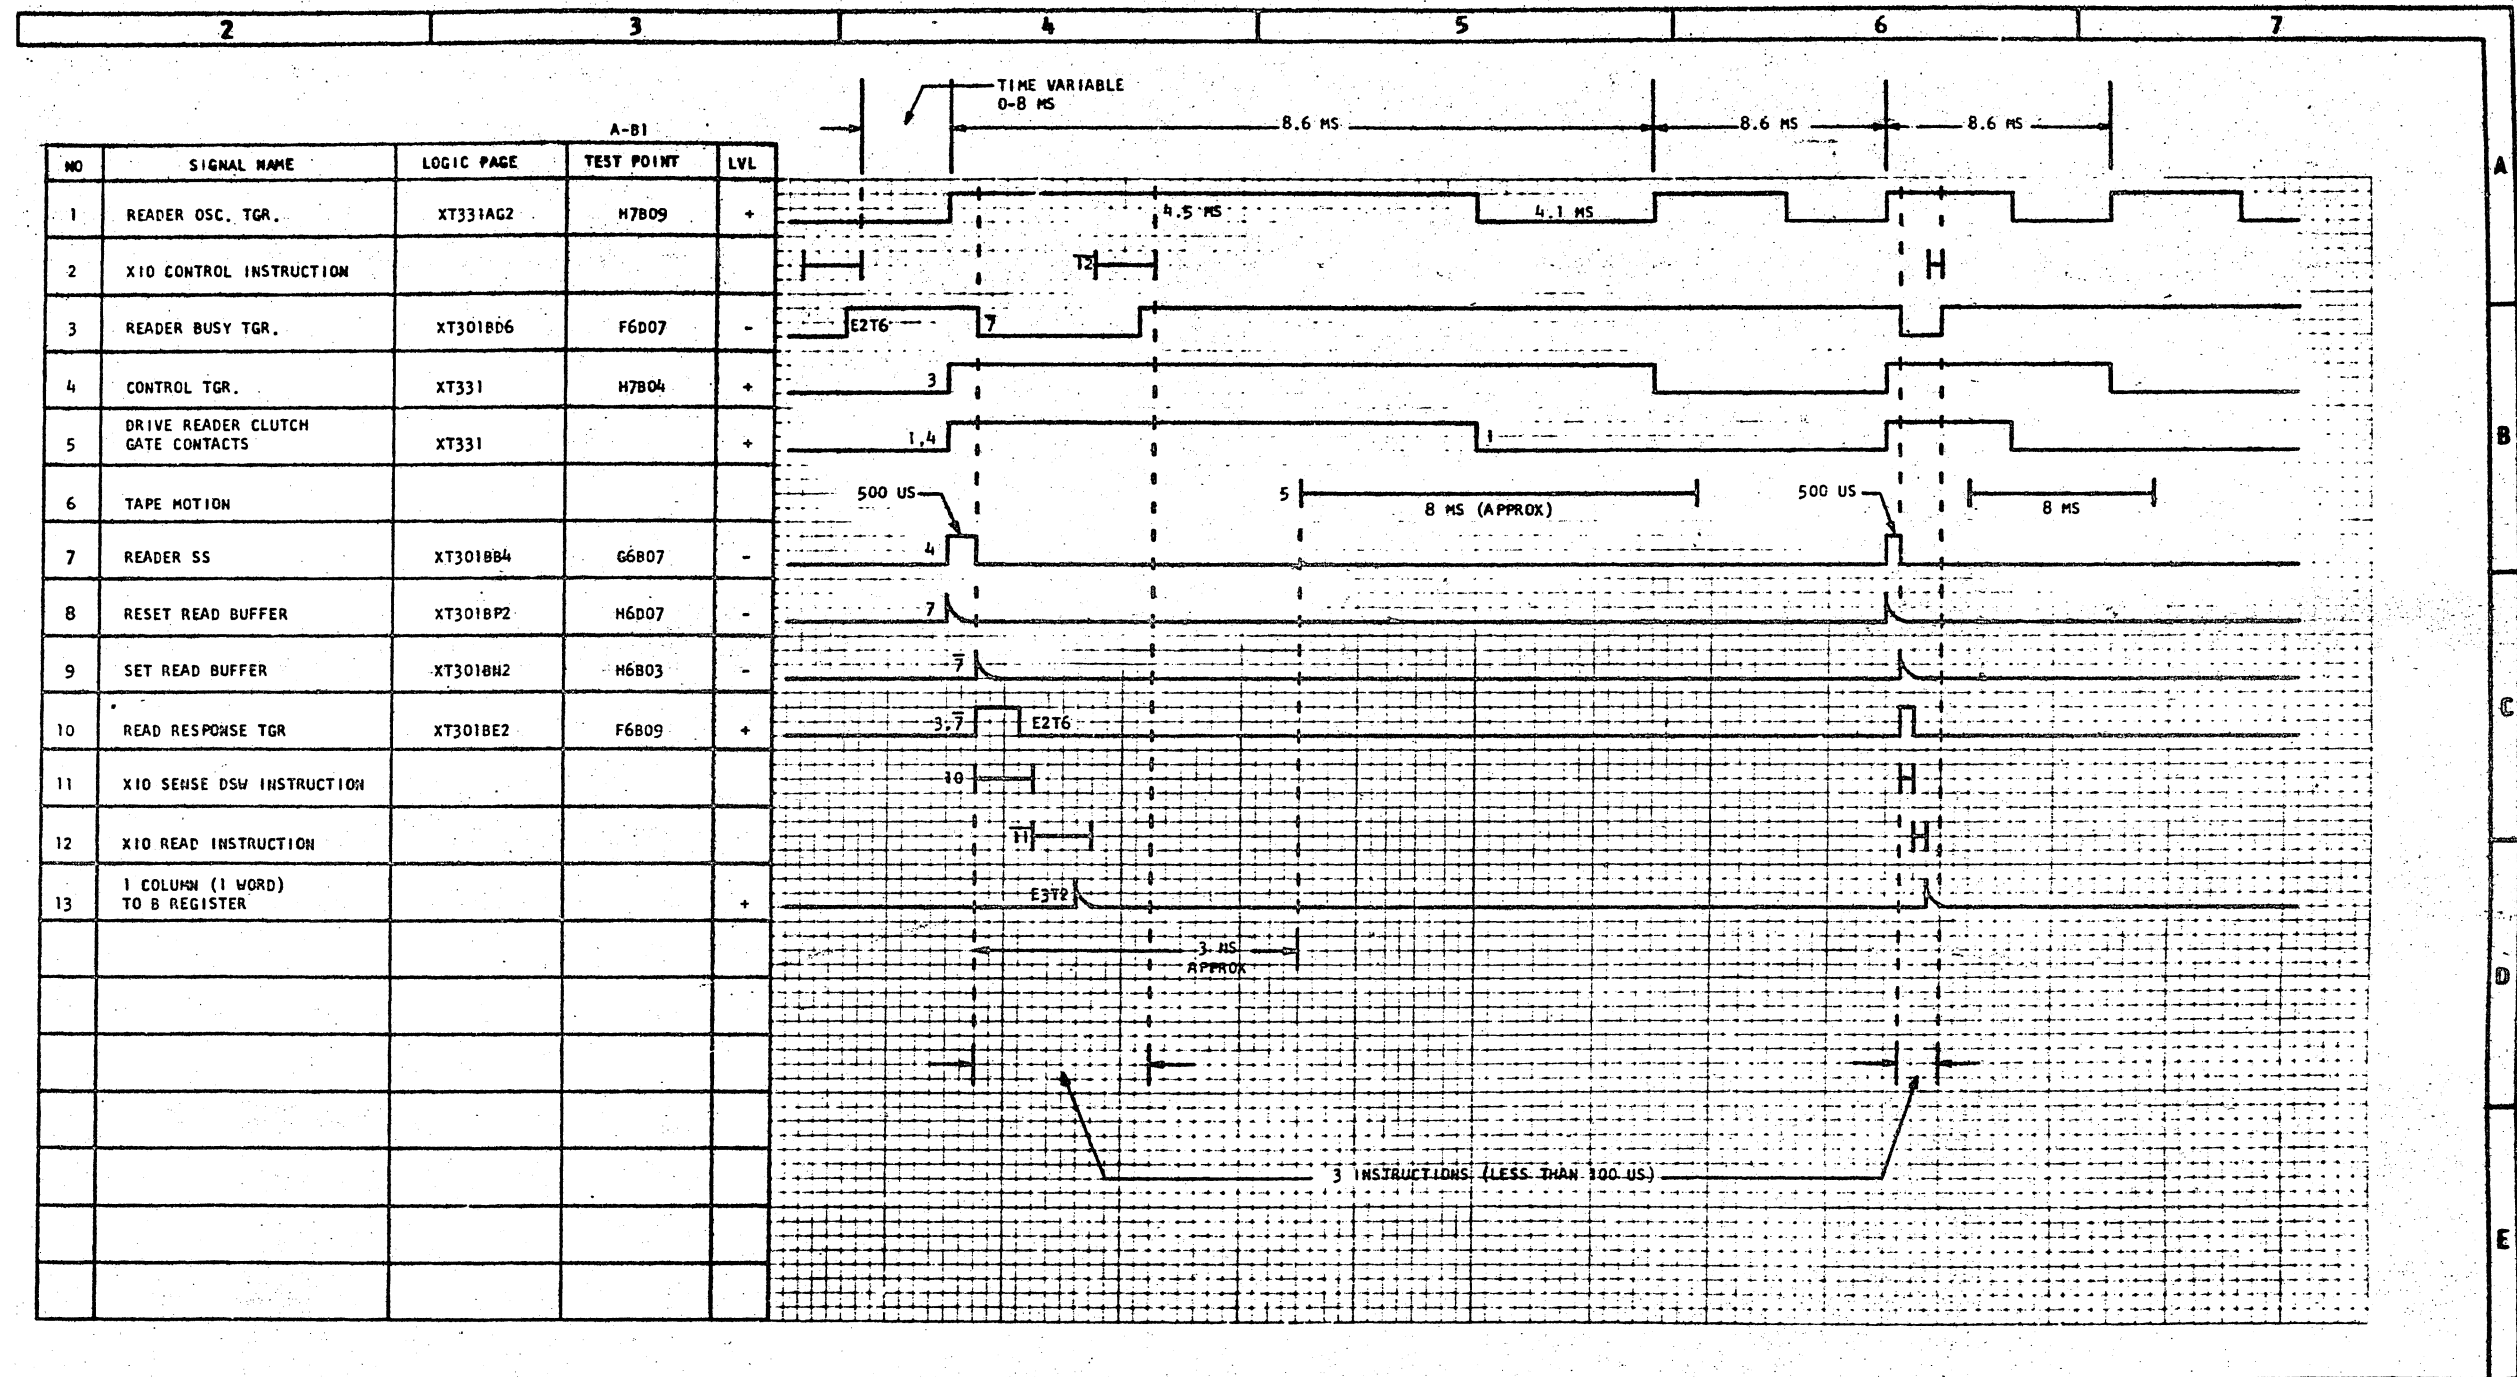 2 3 4 5 6 7
TIME VARIABLE
0-8 MS
8.6 MS 8.6 MS 8.6 MS
A
A-B1
NO SIGNAL NAME LOGIC PAGE TEST POINT LVL
1 READER OSC. TGR. XT331AG2 H7B09 + 4.5 MS 4.1 MS
2 XIO CONTROL INSTRUCTION 12
3 READER BUSY TGR. XT301BD6 F6D07 - E2T6 7
4 CONTROL TGR. XT331 H7B04 + 3
DRIVE READER CLUTCH
5 GATE CONTACTS XT331 + 1,4 1
B
6 TAPE MOTION 500 US 5 8 MS (APPROX) 500 US 8 MS
7 READER SS XT301BB4 G6B07 - 4
8 RESET READ BUFFER XT301BP2 H6D07 - 7
9 SET READ BUFFER XT301BN2 H6B03 - 7
C
10 READ RESPONSE TGR XT301BE2 F6B09 + 3,7 E2T6
11 XIO SENSE DSW INSTRUCTION 10
12 XIO READ INSTRUCTION 11
1 COLUMN (1 WORD)
13 TO B REGISTER + E3T2
3 MS
APPROX
D
3 INSTRUCTIONS (LESS THAN 300 US)
E